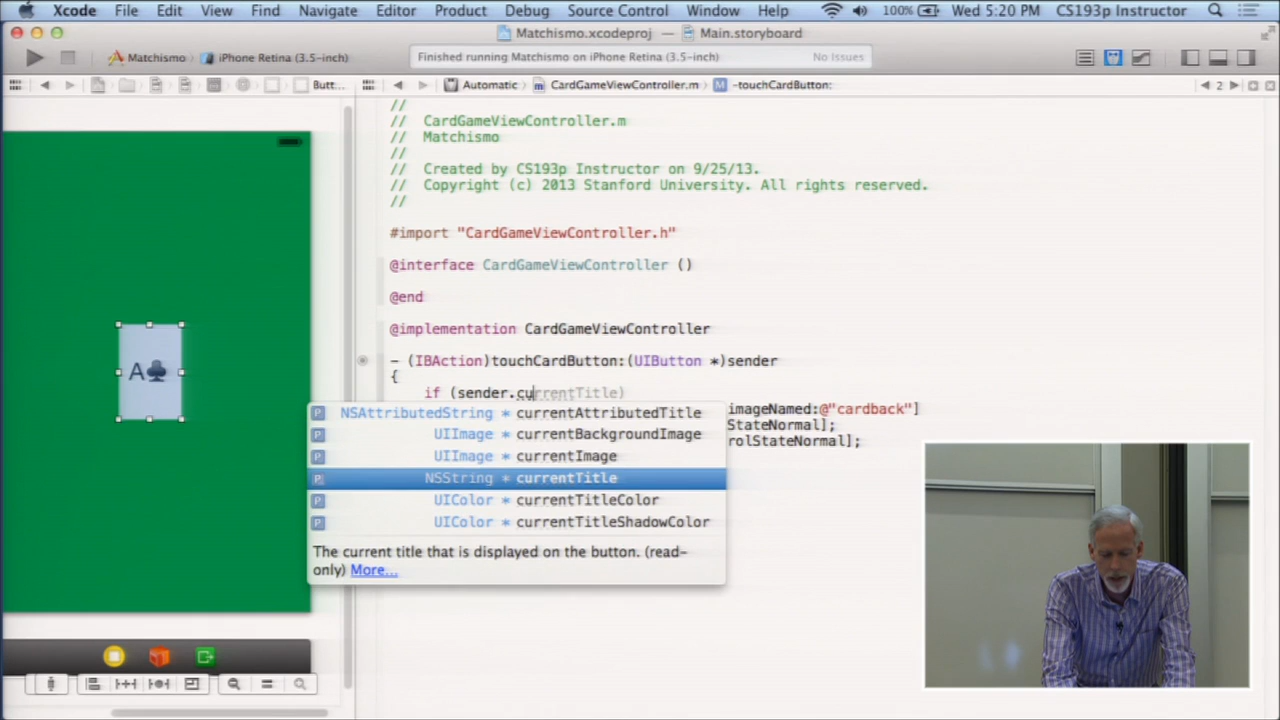 Xcode File Edit View Find Navigate Editor Product Debug Source Control Window Help 100% Wed 5:20 PM CS193p Instructor
Matchismo.xcodeproj — Main.storyboard
Matchismo iPhone Retina (3.5-inch) Finished running Matchismo on iPhone Retina (3.5-inch) No Issues
Butt... Automatic CardGameViewController.m -touchCardButton: 2
//
// CardGameViewController.m
// Matchismo
//
// Created by CS193p Instructor on 9/25/13.
// Copyright (c) 2013 Stanford University. All rights reserved.
//
#import "CardGameViewController.h"
@interface CardGameViewController ()
@end
@implementation CardGameViewController
- (IBAction)touchCardButton:(UIButton *)sender
{
if (sender.currentTitle)
imageNamed:@"cardback"]
StateNormal];
rolStateNormal];
A♣
P NSAttributedString * currentAttributedTitle
P UIImage * currentBackgroundImage
P UIImage * currentImage
P NSString * currentTitle
P UIColor * currentTitleColor
P UIColor * currentTitleShadowColor
The current title that is displayed on the button. (read-
only) More...